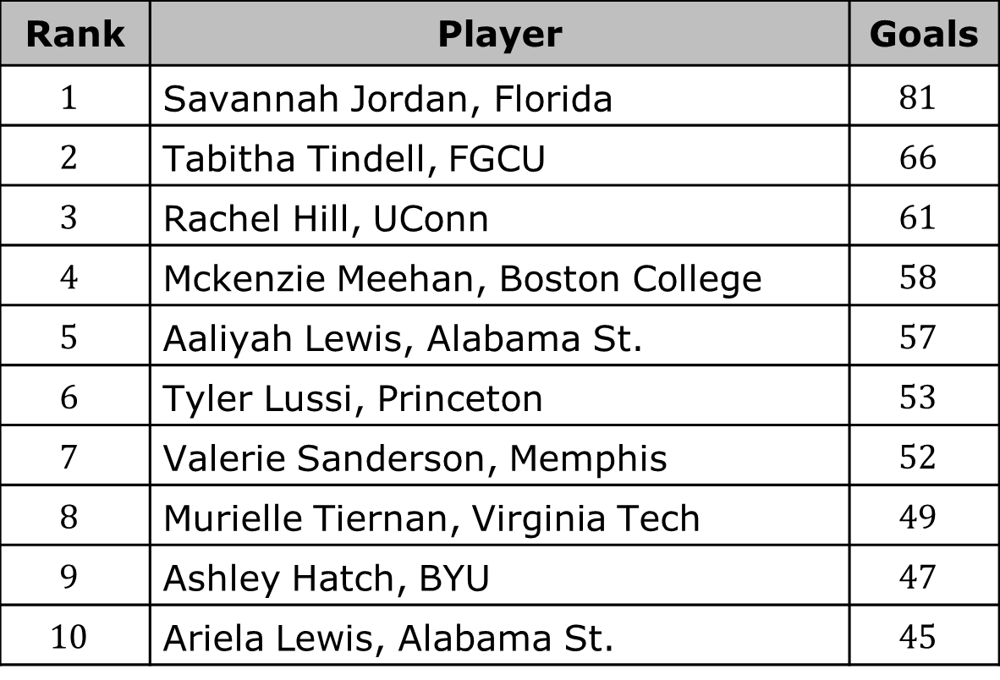 Rank Player Goals
1 Savannah Jordan, Florida 81
2 Tabitha Tindell, FGCU 66
3 Rachel Hill, UConn 61
4 Mckenzie Meehan, Boston College 58
5 Aaliyah Lewis, Alabama St. 57
6 Tyler Lussi, Princeton 53
7 Valerie Sanderson, Memphis 52
8 Murielle Tiernan, Virginia Tech 49
9 Ashley Hatch, BYU 47
10 Ariela Lewis, Alabama St. 45